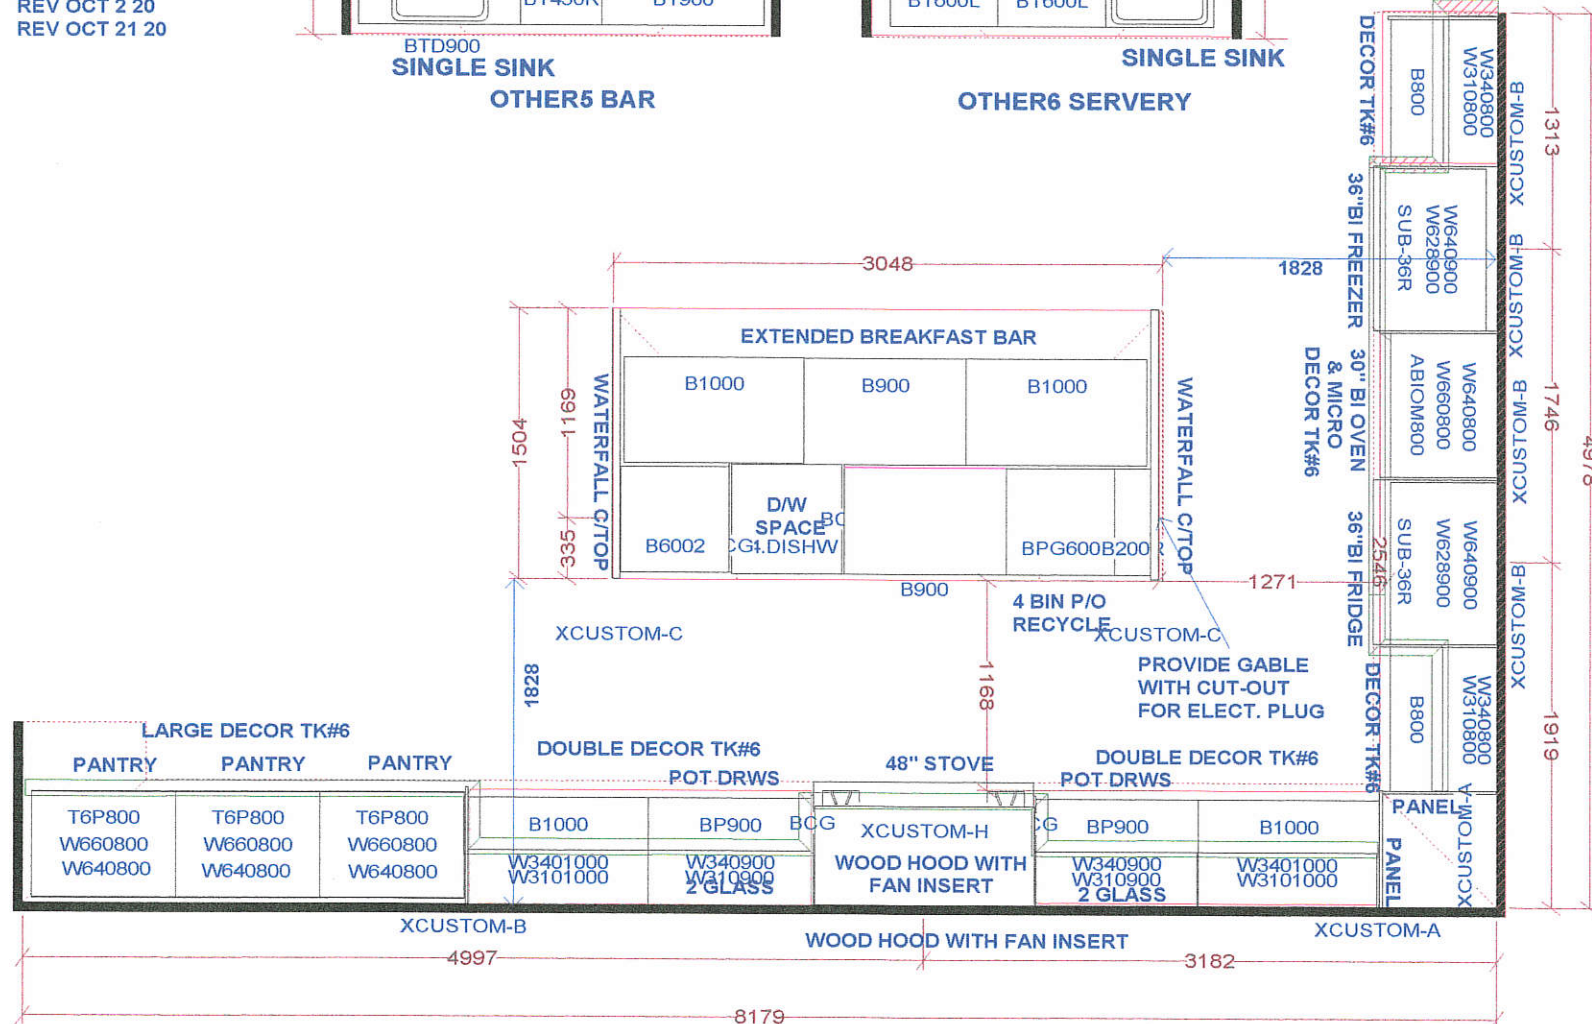 REV OCT 2 20
REV OCT 21 20
BTD900
SINGLE SINK
OTHER5 BAR
SINGLE SINK
OTHER6 SERVERY
DECOR TK#6
B800
W340800
W310800
XCUSTOM-B
1313
36"BI FREEZER
SUB-36R
W628900
W640900
XCUSTOM-B
3048
1828
EXTENDED BREAKFAST BAR
B1000
B900
B1000
WATERFALL C/TOP
WATERFALL C/TOP
1504
1169
335
30" BI OVEN
& MICRO
DECOR TK#6
ABIOM800
W660800
W640800
XCUSTOM-B
1746
4978
D/W
SPACE
B6002
.DISHW
BPG600
B200
B900
4 BIN P/O
RECYCLE
1271
2546
36"BI FRIDGE
SUB-36R
W628900
W640900
XCUSTOM-B
XCUSTOM-C
XCUSTOM-C
1828
1168
PROVIDE GABLE
WITH CUT-OUT
FOR ELECT. PLUG
DECOR TK#6
B800
W340800
W310800
1919
LARGE DECOR TK#6
PANTRY
PANTRY
PANTRY
DOUBLE DECOR TK#6
POT DRWS
48" STOVE
DOUBLE DECOR TK#6
POT DRWS
T6P800
W660800
W640800
T6P800
W660800
W640800
T6P800
W660800
W640800
B1000
W3401000
W3101000
BP900
W340900
W310900
2 GLASS
BCG
XCUSTOM-H
WOOD HOOD WITH
FAN INSERT
CG
BP900
W340900
W310900
2 GLASS
B1000
W3401000
W3101000
PANEL
PANEL
XCUSTOM-A
XCUSTOM-B
WOOD HOOD WITH FAN INSERT
XCUSTOM-A
4997
3182
8179